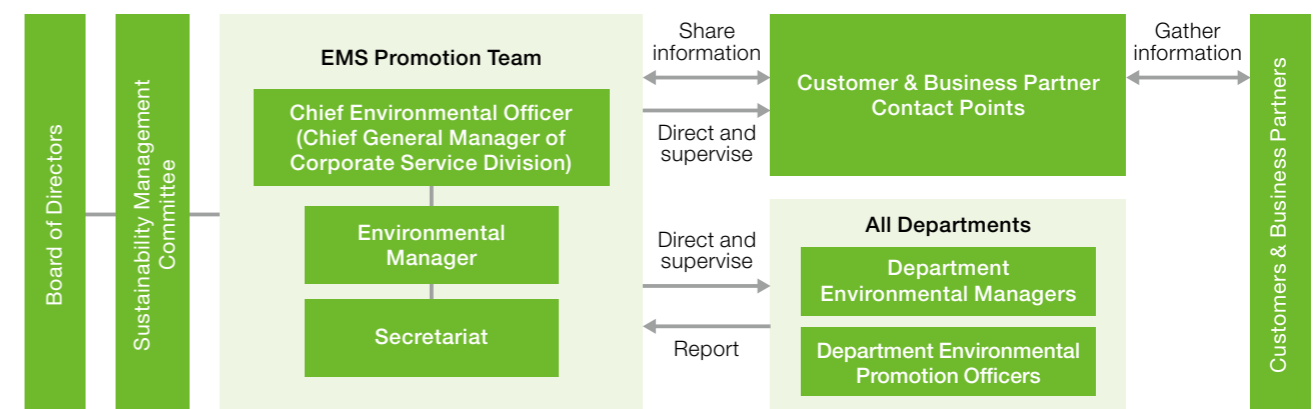 Board of Directors
Sustainability Management
Committee
EMS Promotion Team
Chief Environmental Officer
(Chief General Manager of
Corporate Service Division)
Environmental
Manager
Secretariat
Share
information
Direct and
supervise
Direct and
supervise
Report
Customer & Business Partner
Contact Points
All Departments
Department
Environmental Managers
Department Environmental
Promotion Officers
Gather
information
Customers & Business Partners